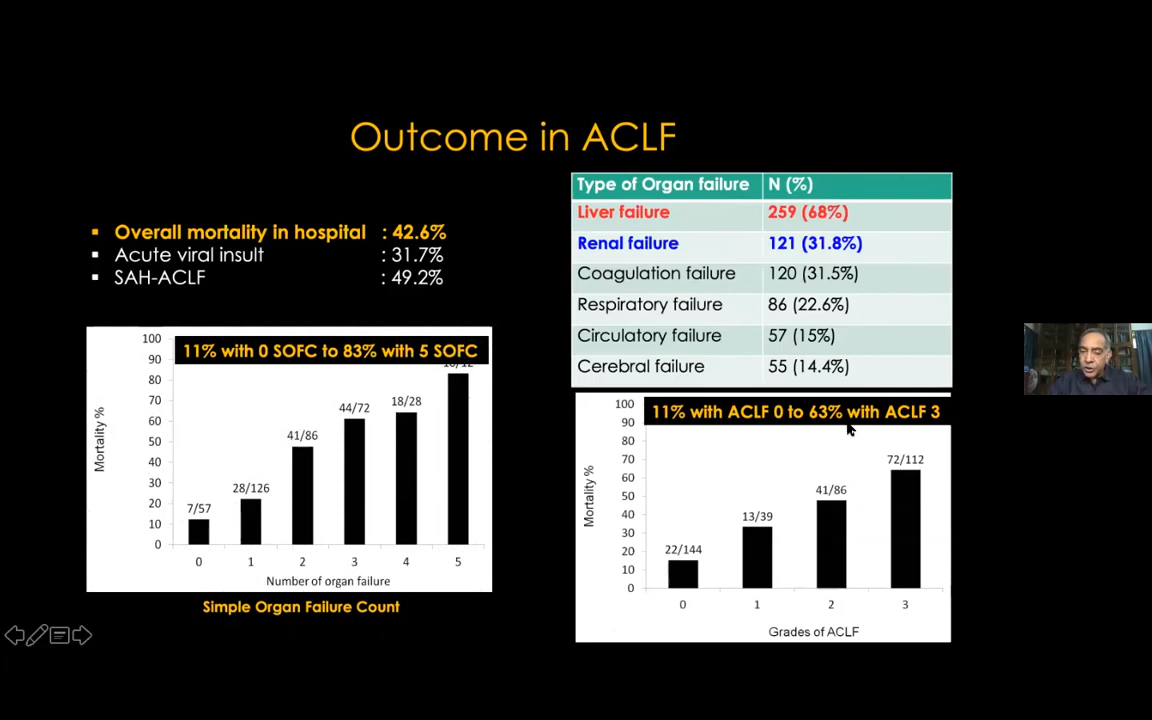 Outcome in ACLF
▪ Overall mortality in hospital : 42.6%
▪ Acute viral insult : 31.7%
▪ SAH-ACLF : 49.2%
Type of Organ failure N (%)
Liver failure 259 (68%)
Renal failure 121 (31.8%)
Coagulation failure 120 (31.5%)
Respiratory failure 86 (22.6%)
Circulatory failure 57 (15%)
Cerebral failure 55 (14.4%)
11% with 0 SOFC to 83% with 5 SOFC
Mortality %
100
90
80
70
60
50
40
30
20
10
0
7/57
28/126
41/86
44/72
18/28
0 1 2 3 4 5
Number of organ failure
Simple Organ Failure Count
11% with ACLF 0 to 63% with ACLF 3
Mortality %
100
90
80
70
60
50
40
30
20
10
0
22/144
13/39
41/86
72/112
0 1 2 3
Grades of ACLF